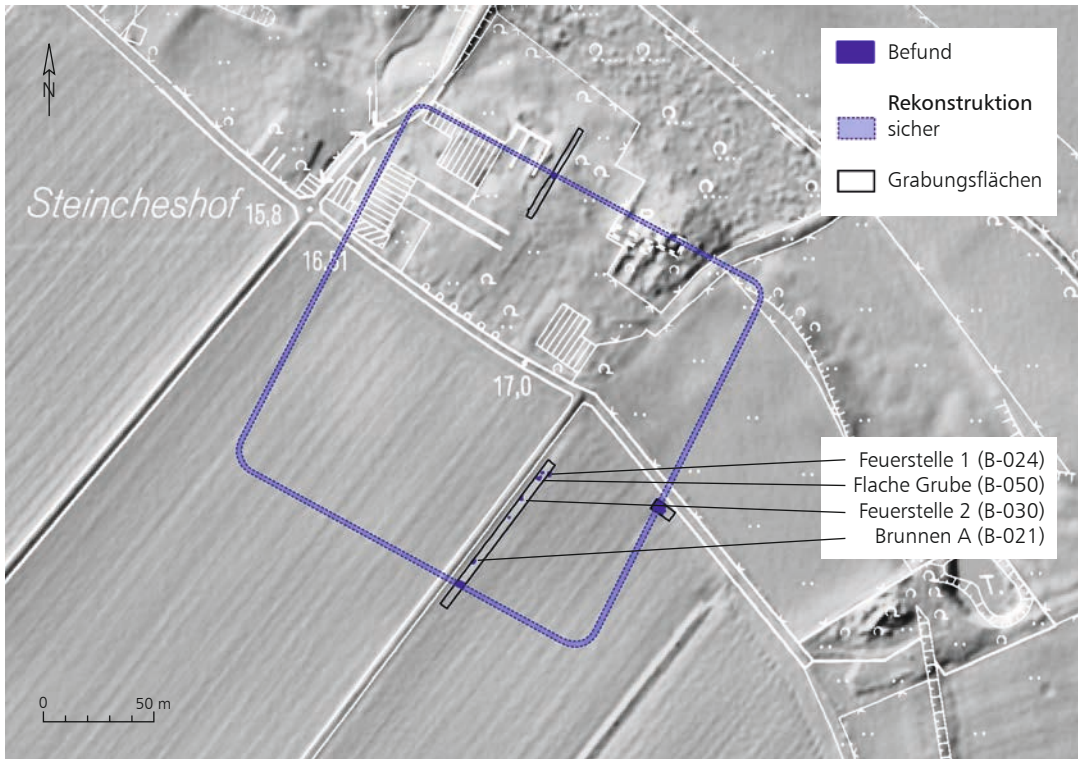 N
Befund
Rekonstruktion
sicher
Grabungsflächen
Steincheshof 15,8
16,51
17,0
Feuerstelle 1 (B-024)
Flache Grube (B-050)
Feuerstelle 2 (B-030)
Brunnen A (B-021)
T.
0 50 m